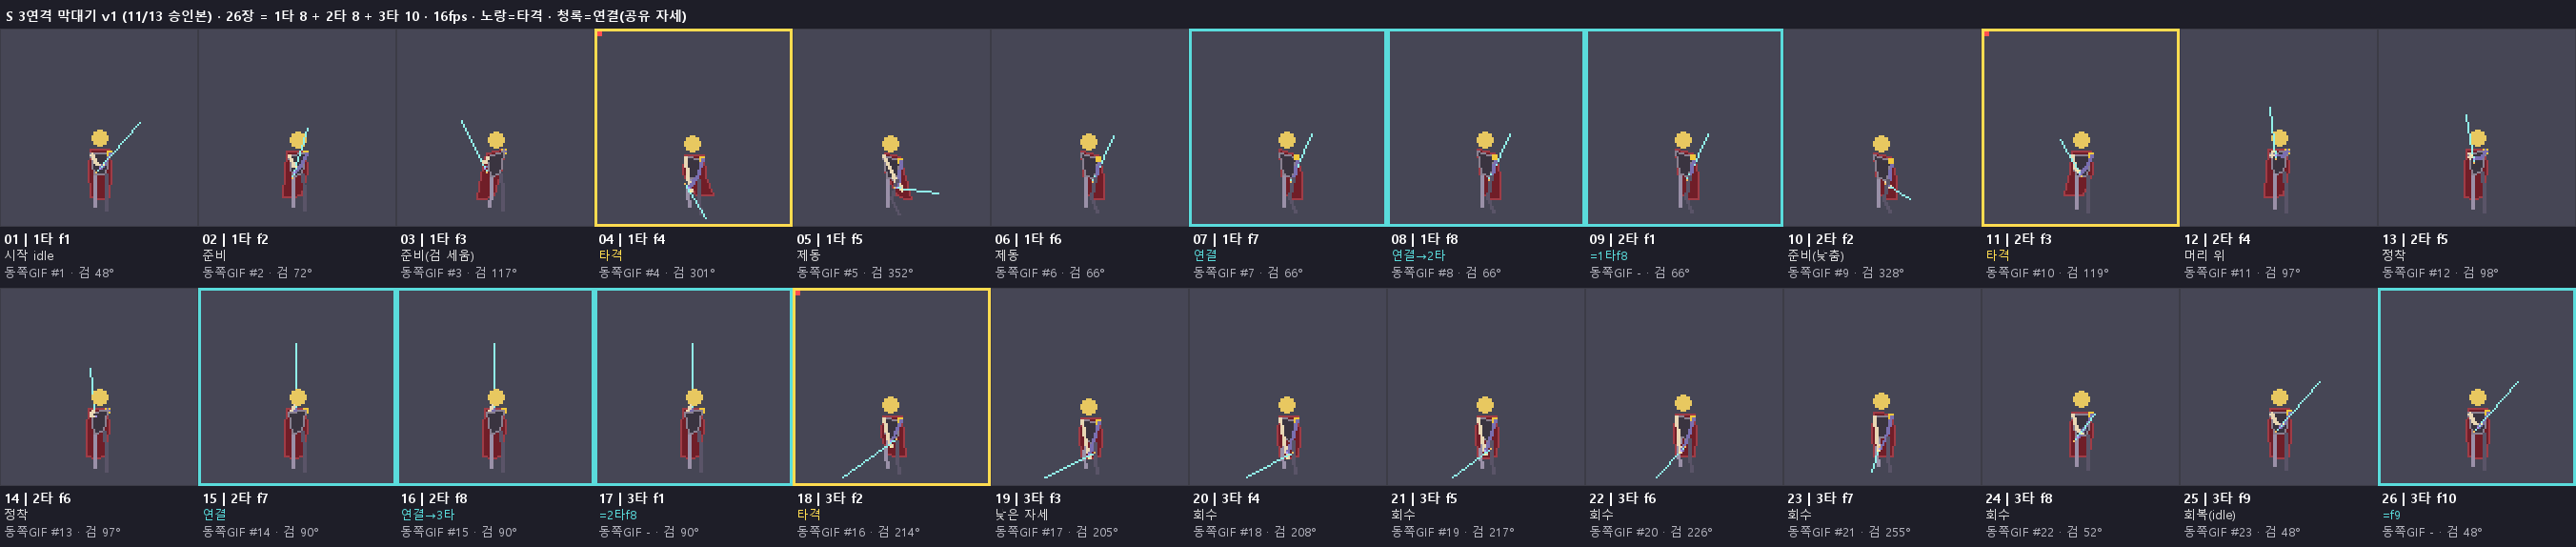 S 3연격 막대기 v1 (11/13 승인본) · 26장 = 1타 8 + 2타 8 + 3타 10 · 16fps · 노랑=타격 · 청록=연결(공유 자세)
01 | 1타 f1
시작 idle
동쪽GIF #1 · 검 48°
02 | 1타 f2
준비
동쪽GIF #2 · 검 72°
03 | 1타 f3
준비(검 세움)
동쪽GIF #3 · 검 117°
04 | 1타 f4
타격
동쪽GIF #4 · 검 301°
05 | 1타 f5
제동
동쪽GIF #5 · 검 352°
06 | 1타 f6
제동
동쪽GIF #6 · 검 66°
07 | 1타 f7
연결
동쪽GIF #7 · 검 66°
08 | 1타 f8
연결→2타
동쪽GIF #8 · 검 66°
09 | 2타 f1
=1타f8
동쪽GIF - · 검 66°
10 | 2타 f2
준비(낮춤)
동쪽GIF #9 · 검 328°
11 | 2타 f3
타격
동쪽GIF #10 · 검 119°
12 | 2타 f4
머리 위
동쪽GIF #11 · 검 97°
13 | 2타 f5
정착
동쪽GIF #12 · 검 98°
14 | 2타 f6
정착
동쪽GIF #13 · 검 97°
15 | 2타 f7
연결
동쪽GIF #14 · 검 90°
16 | 2타 f8
연결→3타
동쪽GIF #15 · 검 90°
17 | 3타 f1
=2타f8
동쪽GIF - · 검 90°
18 | 3타 f2
타격
동쪽GIF #16 · 검 214°
19 | 3타 f3
낮은 자세
동쪽GIF #17 · 검 205°
20 | 3타 f4
회수
동쪽GIF #18 · 검 208°
21 | 3타 f5
회수
동쪽GIF #19 · 검 217°
22 | 3타 f6
회수
동쪽GIF #20 · 검 226°
23 | 3타 f7
회수
동쪽GIF #21 · 검 255°
24 | 3타 f8
회수
동쪽GIF #22 · 검 52°
25 | 3타 f9
회복(idle)
동쪽GIF #23 · 검 48°
26 | 3타 f10
=f9
동쪽GIF - · 검 48°